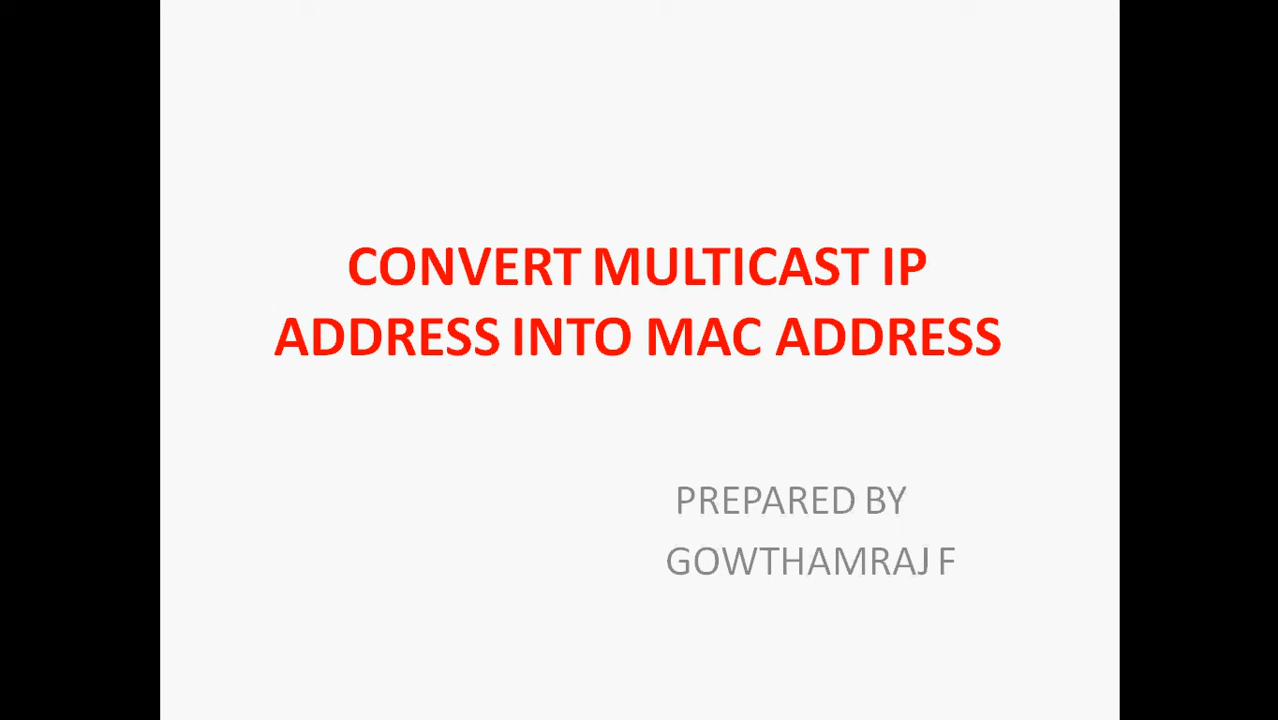 CONVERT MULTICAST IP
ADDRESS INTO MAC ADDRESS
PREPARED BY
GOWTHAMRAJ F